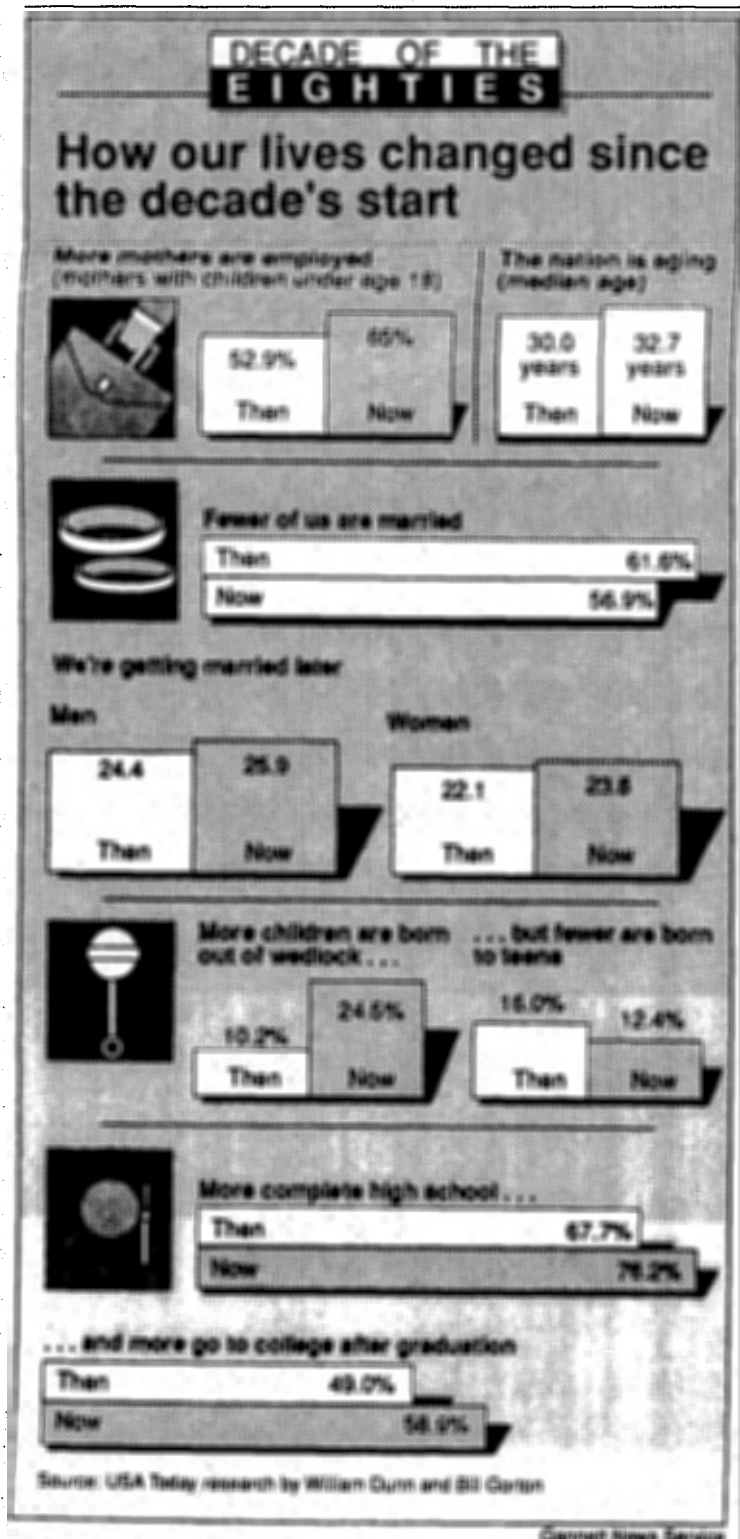 DECADE OF THE
EIGHTIES
How our lives changed since
the decade's start
More mothers are employed
(mothers with children under age 18)
52.9%
Then
65%
Now
The nation is aging
(median age)
30.0
years
Then
32.7
years
Now
Fewer of us are married
Then 61.6%
Now 56.9%
We're getting married later
Men
24.4
Then
25.9
Now
Women
22.1
Then
23.6
Now
More children are born
out of wedlock . . .
10.2%
Then
24.5%
Now
. . . but fewer are born
to teens
Then
12.4%
Now
More complete high school . . .
Then 67.7%
Now 76.2%
. . . and more go to college after graduation
Then 49.0%
Now 58.9%
Source: USA Today research by William Dunn and Bill Gorton
Gannett News Service